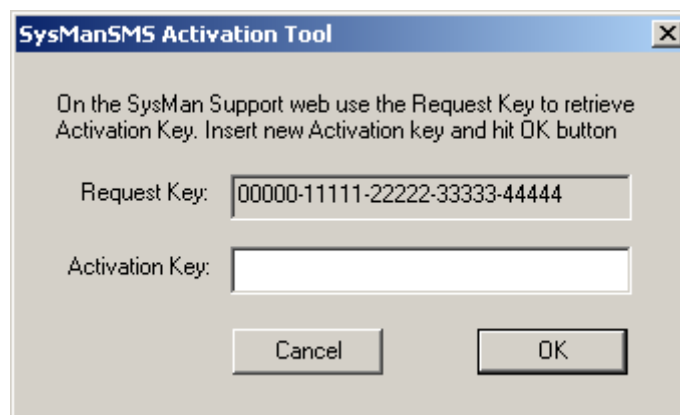 SysManSMS Activation Tool
On the SysMan Support web use the Request Key to retrieve
Activation Key. Insert new Activation key and hit OK button
Request Key: 00000-11111-22222-33333-44444
Activation Key:
Cancel OK